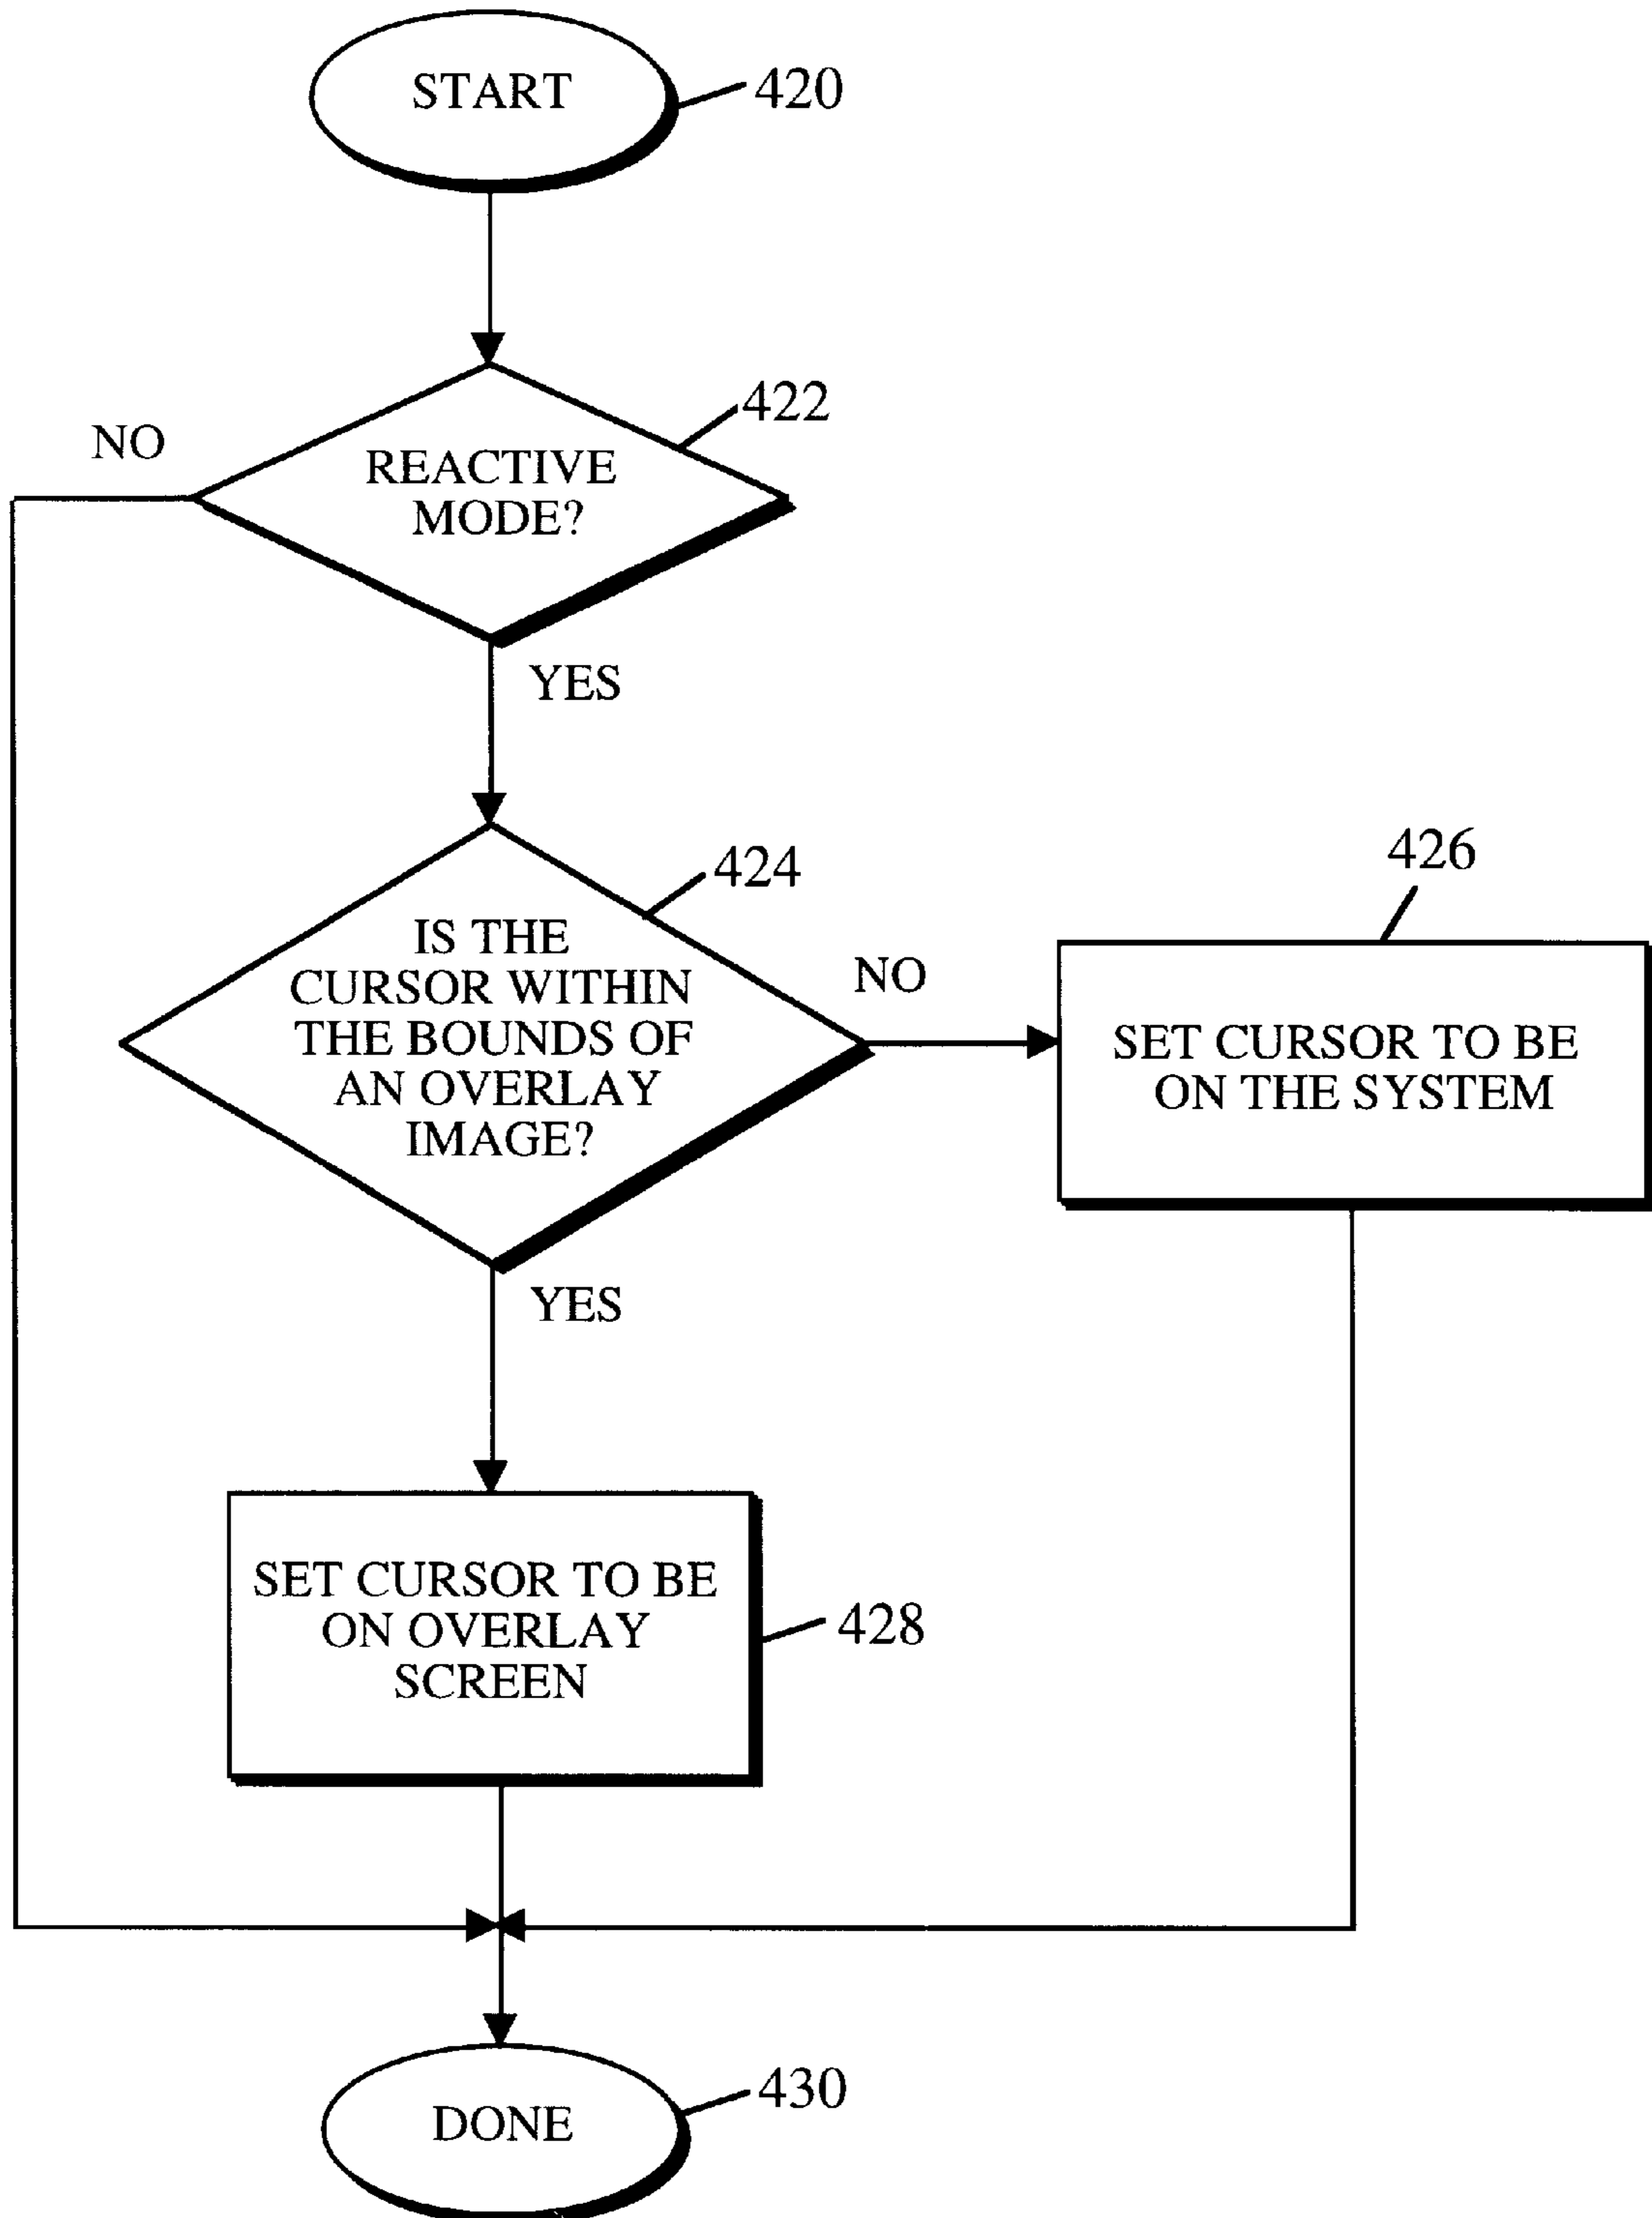 START
420
422
NO
REACTIVE
MODE?
YES
424
426
IS THE
CURSOR WITHIN
THE BOUNDS OF
AN OVERLAY
IMAGE?
NO
SET CURSOR TO BE
ON THE SYSTEM
YES
SET CURSOR TO BE
ON OVERLAY
SCREEN
428
430
DONE